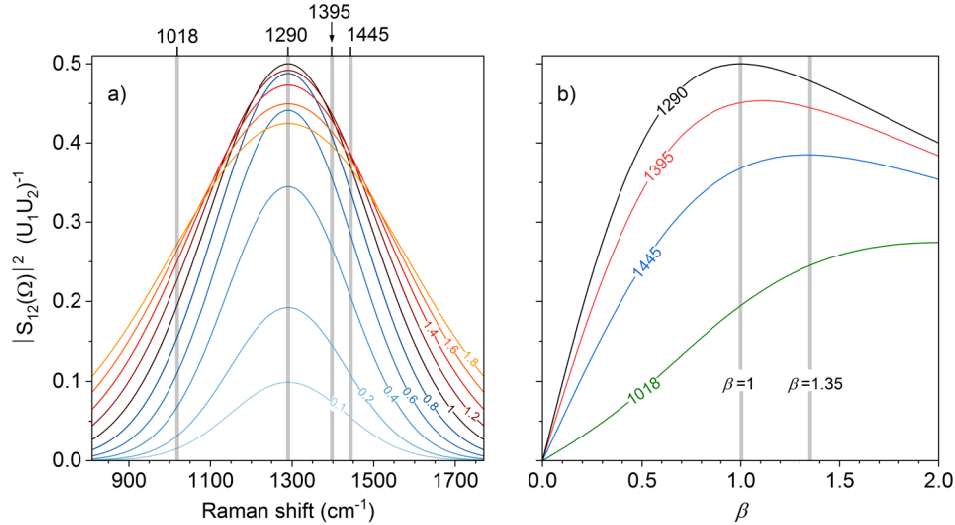 1395
1018 1290 1445
a)
0.5
0.4
0.3
0.2
0.1
0.0
|S₁₂(Ω)|² (U₁U₂)⁻¹
0.1
0.2
0.4
0.6
0.8
1
1.2
1.4
1.6
1.8
900 1100 1300 1500 1700
Raman shift (cm⁻¹)
b)
1290
1395
1445
1018
β=1
β=1.35
0.0 0.5 1.0 1.5 2.0
β